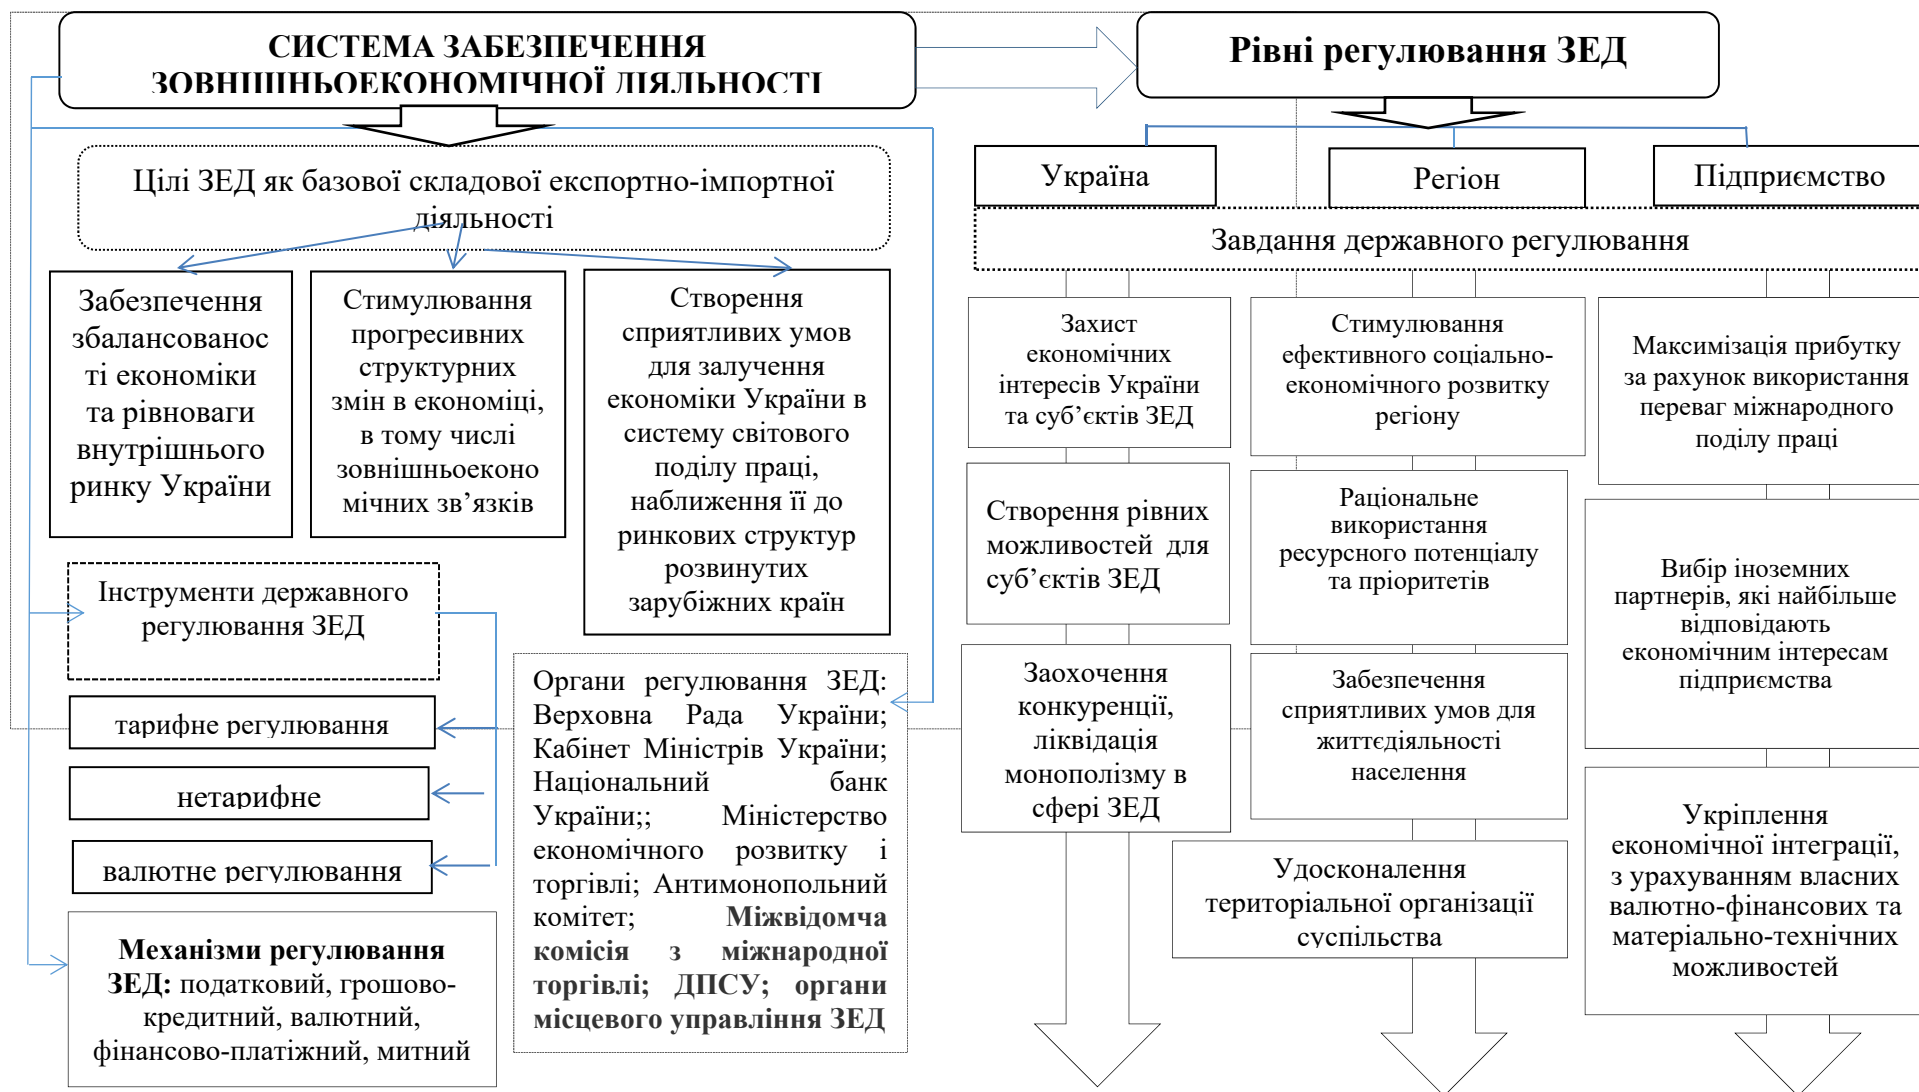 СИСТЕМА ЗАБЕЗПЕЧЕННЯ
ЗОВНІШНЬОЕКОНОМІЧНОЇ ДІЯЛЬНОСТІ
Рівні регулювання ЗЕД
Цілі ЗЕД як базової складової експортно-імпортної
діяльності
Забезпечення
збалансованос
ті економіки
та рівноваги
внутрішнього
ринку України
Стимулювання
прогресивних
структурних
змін в економіці,
в тому числі
зовнішньоеконо
мічних зв’язків
Створення
сприятливих умов
для залучення
економіки України в
систему світового
поділу праці,
наближення її до
ринкових структур
розвинутих
зарубіжних країн
Інструменти державного
регулювання ЗЕД
тарифне регулювання
нетарифне
валютне регулювання
Механізми регулювання
ЗЕД: податковий, грошово-
кредитний, валютний,
фінансово-платіжний, митний
Органи регулювання ЗЕД:
Верховна Рада України;
Кабінет Міністрів України;
Національний банк
України;; Міністерство
економічного розвитку і
торгівлі; Антимонопольний
комітет; Міжвідомча
комісія з міжнародної
торгівлі; ДПСУ; органи
місцевого управління ЗЕД
Україна
Регіон
Підприємство
Завдання державного регулювання
Захист
економічних
інтересів України
та суб’єктів ЗЕД
Створення рівних
можливостей для
суб’єктів ЗЕД
Заохочення
конкуренції,
ліквідація
монополізму в
сфері ЗЕД
Стимулювання
ефективного соціально-
економічного розвитку
регіону
Раціональне
використання
ресурсного потенціалу
та пріоритетів
Забезпечення
сприятливих умов для
життєдіяльності
населення
Удосконалення
територіальної організації
суспільства
Максимізація прибутку
за рахунок використання
переваг міжнародного
поділу праці
Вибір іноземних
партнерів, які найбільше
відповідають
економічним інтересам
підприємства
Укріплення
економічної інтеграції,
з урахуванням власних
валютно-фінансових та
матеріально-технічних
можливостей